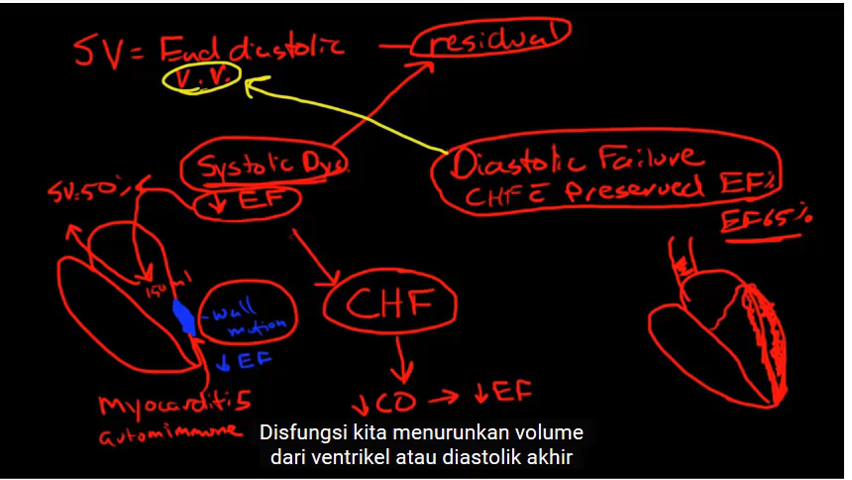 SV = End diastolic — residual
V.V.
Systolic Dys.
↓ EF
Diastolic Failure
CHF c̄ Preserved EF%
EF 65%
SV=50%
150 ml
wall
motion
↓ EF
CHF
↓CO → ↓EF
Myocarditis
autoimmune
Disfungsi kita menurunkan volume
dari ventrikel atau diastolik akhir